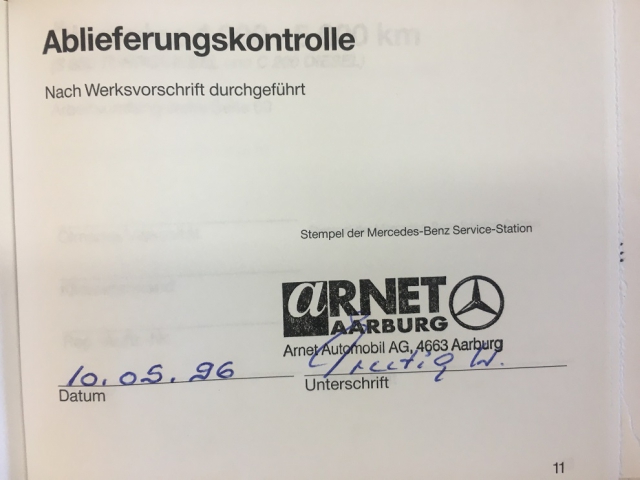 Ablieferungskontrolle
Nach Werksvorschrift durchgeführt
Stempel der Mercedes-Benz Service-Station
aRNET
AARBURG
Arnet Automobil AG, 4663 Aarburg
10.05.96
Datum
Unterschrift
11